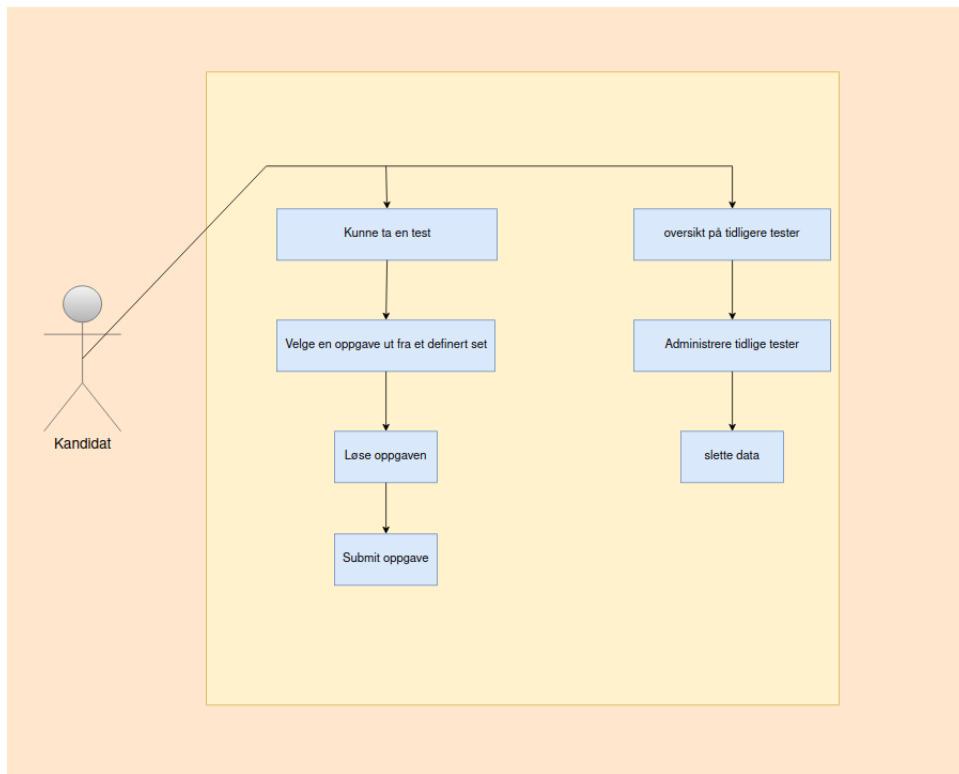 Kunne ta en test
oversikt på tidligere tester
Velge en oppgave ut fra et definert set
Administrere tidlige tester
Kandidat
Løse oppgaven
slette data
Submit oppgave